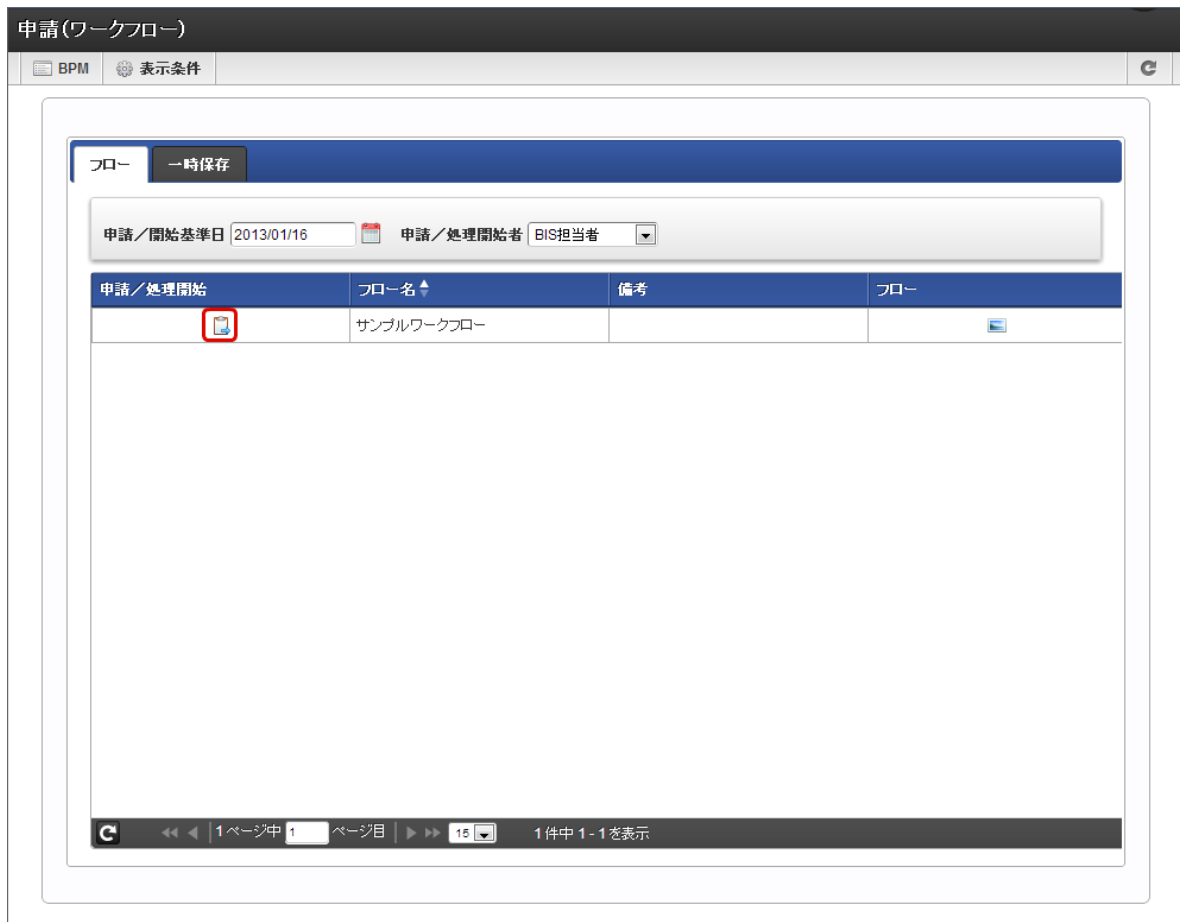 申請(ワークフロー)
BPM 表示条件
フロー 一時保存
申請／開始基準日 2013/01/16 申請／処理開始者 BIS担当者
申請／処理開始 フロー名 備考 フロー
サンプルワークフロー
1ページ中 1 ページ目 15 1件中 1 - 1 を表示